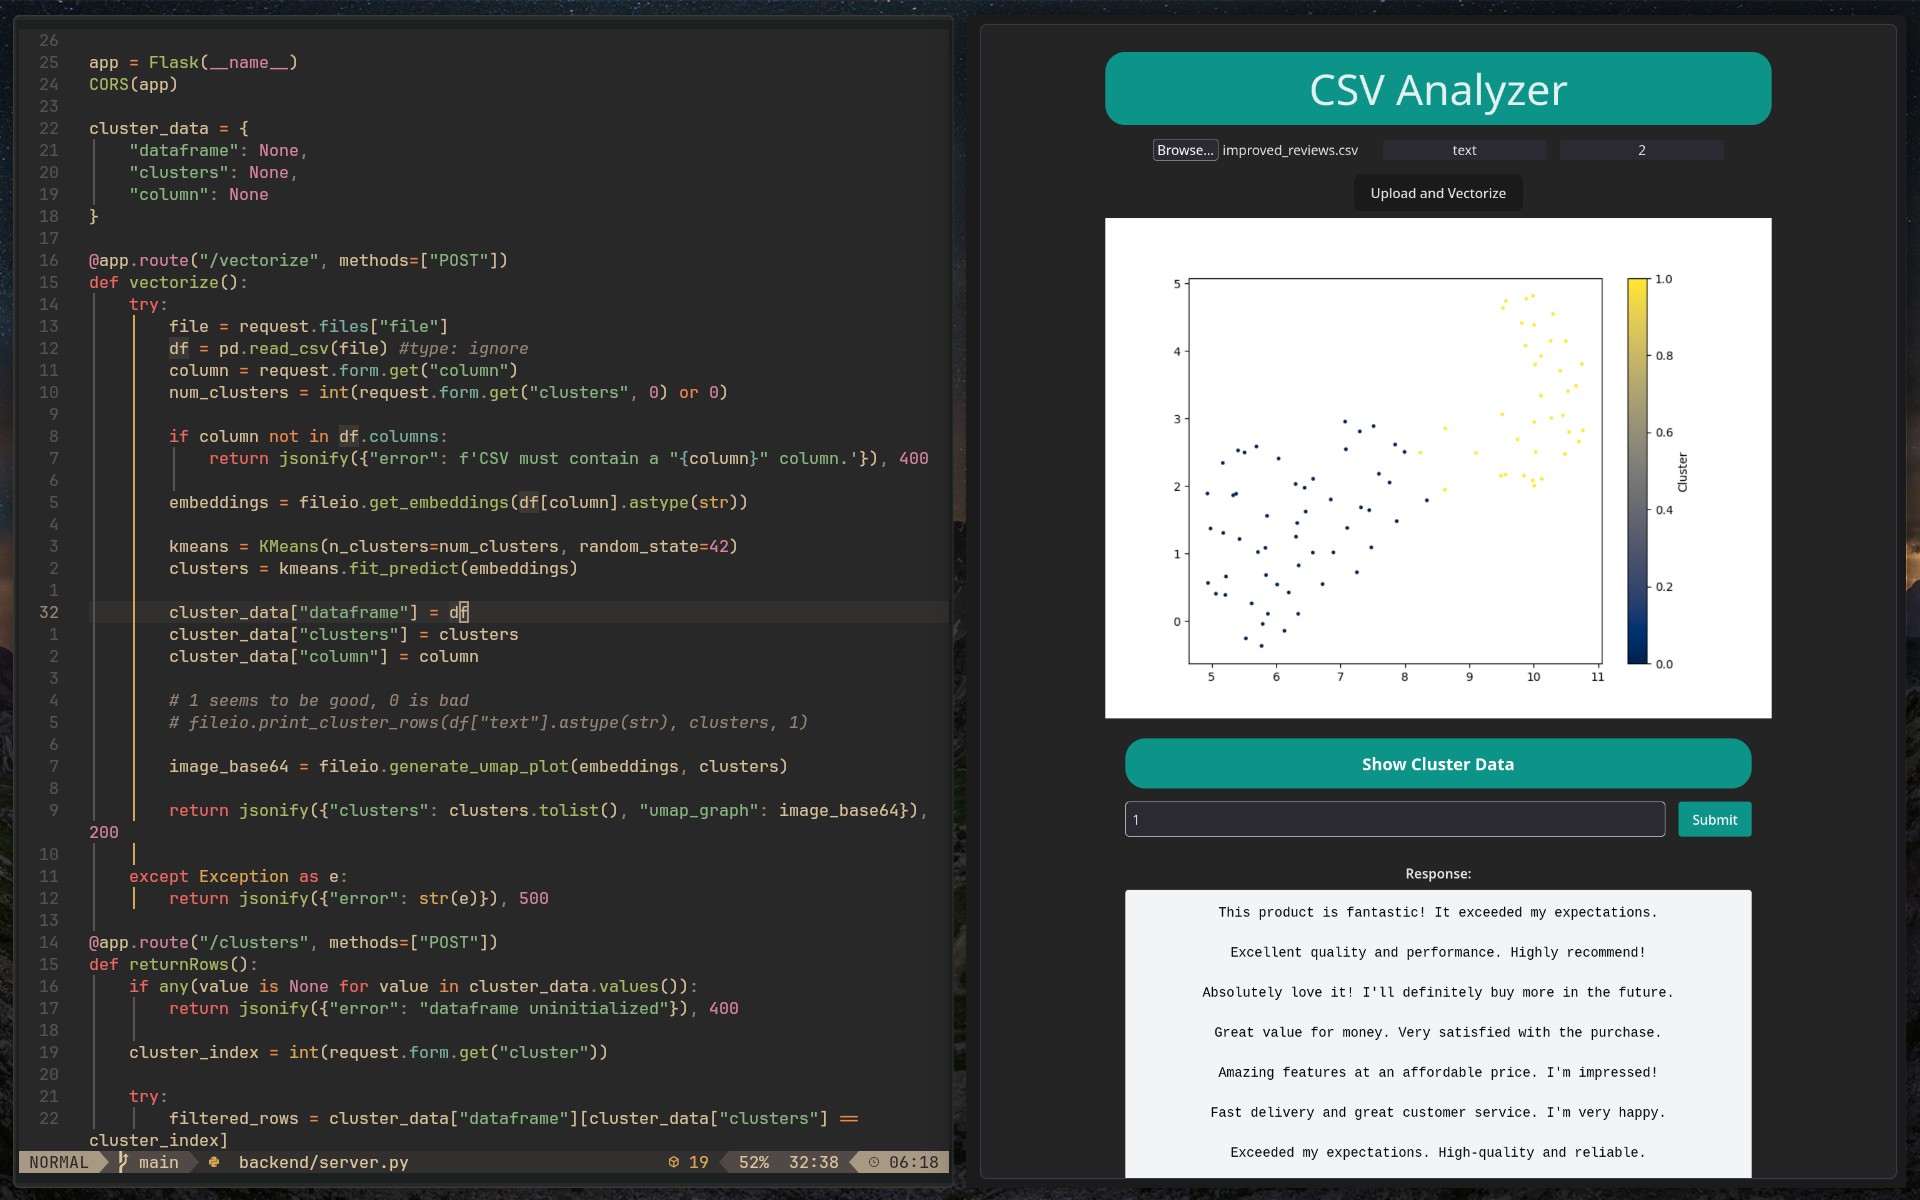 26
25 app = Flask(__name__)
24 CORS(app)
23
22 cluster_data = {
21 "dataframe": None,
20 "clusters": None,
19 "column": None
18 }
17
16 @app.route("/vectorize", methods=["POST"])
15 def vectorize():
14 try:
13 file = request.files["file"]
12 df = pd.read_csv(file) #type: ignore
11 column = request.form.get("column")
10 num_clusters = int(request.form.get("clusters", 0) or 0)
9
8 if column not in df.columns:
7 return jsonify({"error": f'CSV must contain a "{column}" column.'}), 400
6
5 embeddings = fileio.get_embeddings(df[column].astype(str))
4
3 kmeans = KMeans(n_clusters=num_clusters, random_state=42)
2 clusters = kmeans.fit_predict(embeddings)
1
32 cluster_data["dataframe"] = df
1 cluster_data["clusters"] = clusters
2 cluster_data["column"] = column
3
4 # 1 seems to be good, 0 is bad
5 # fileio.print_cluster_rows(df["text"].astype(str), clusters, 1)
6
7 image_base64 = fileio.generate_umap_plot(embeddings, clusters)
8
9 return jsonify({"clusters": clusters.tolist(), "umap_graph": image_base64}),
200
10
11 except Exception as e:
12 return jsonify({"error": str(e)}), 500
13
14 @app.route("/clusters", methods=["POST"])
15 def returnRows():
16 if any(value is None for value in cluster_data.values()):
17 return jsonify({"error": "dataframe uninitialized"}), 400
18
19 cluster_index = int(request.form.get("cluster"))
20
21 try:
22 filtered_rows = cluster_data["dataframe"][cluster_data["clusters"] ==
cluster_index]
NORMAL main backend/server.py 19 52% 32:38 06:18
CSV Analyzer
Browse... improved_reviews.csv text 2
Upload and Vectorize
5
4
3
2
1
0
5 6 7 8 9 10 11
1.0
0.8
0.6
0.4
0.2
0.0
Cluster
Show Cluster Data
1 Submit
Response:
This product is fantastic! It exceeded my expectations.
Excellent quality and performance. Highly recommend!
Absolutely love it! I'll definitely buy more in the future.
Great value for money. Very satisfied with the purchase.
Amazing features at an affordable price. I'm impressed!
Fast delivery and great customer service. I'm very happy.
Exceeded my expectations. High-quality and reliable.